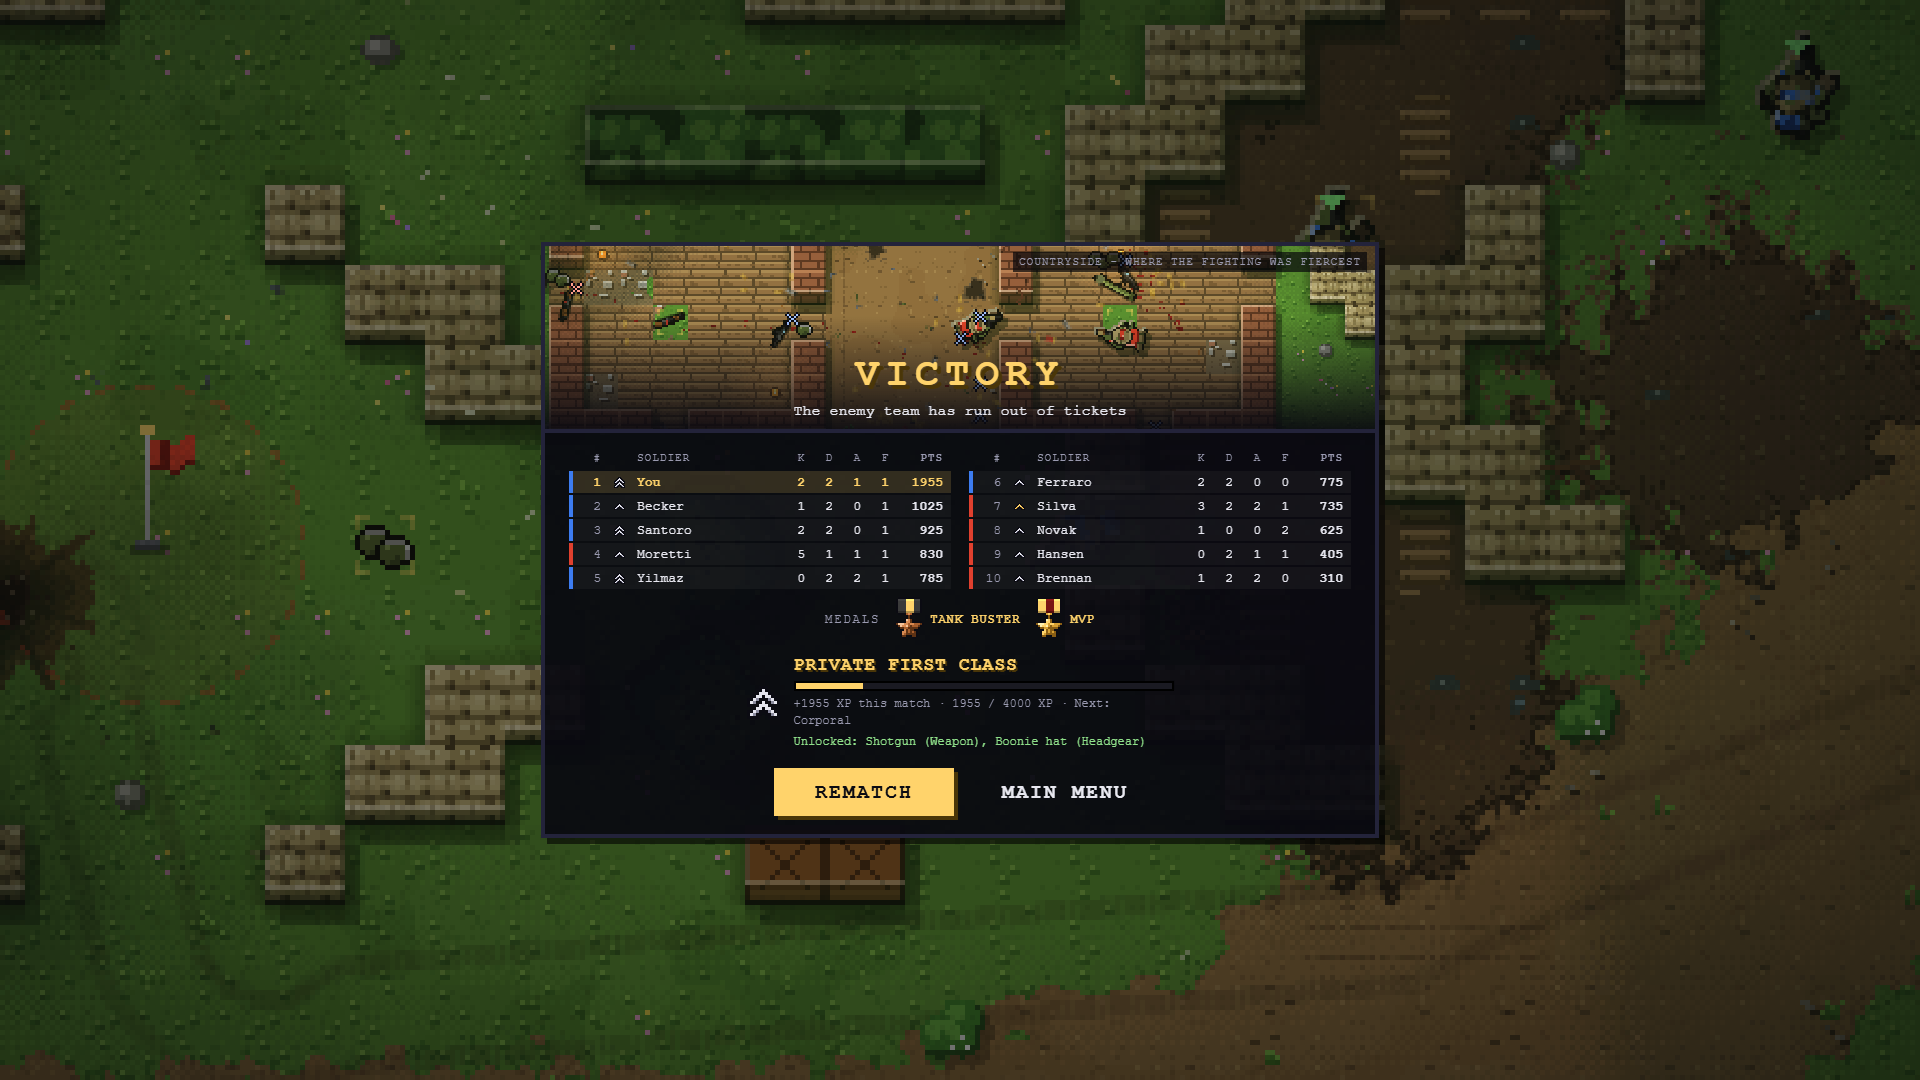 COUNTRYSIDE - WHERE THE FIGHTING WAS FIERCEST
VICTORY
The enemy team has run out of tickets
# SOLDIER K D A F PTS
1 You 2 2 1 1 1955
2 Becker 1 2 0 1 1025
3 Santoro 2 2 0 1 925
4 Moretti 5 1 1 1 830
5 Yilmaz 0 2 2 1 785
# SOLDIER K D A F PTS
6 Ferraro 2 2 0 0 775
7 Silva 3 2 2 1 735
8 Novak 1 0 0 2 625
9 Hansen 0 2 1 1 405
10 Brennan 1 2 2 0 310
MEDALS TANK BUSTER MVP
PRIVATE FIRST CLASS
+1955 XP this match · 1955 / 4000 XP · Next:
Corporal
Unlocked: Shotgun (Weapon), Boonie hat (Headgear)
REMATCH MAIN MENU